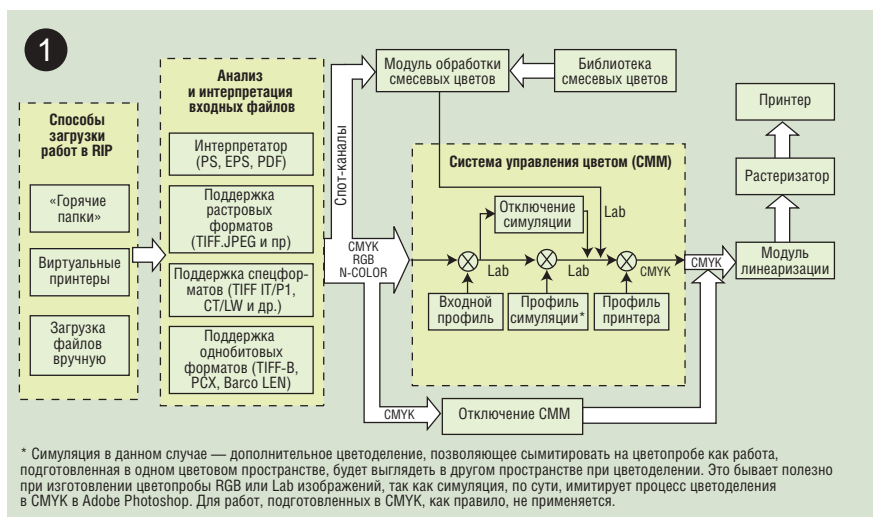 1
Способы
загрузки
работ в RIP
«Горячие
папки»
Виртуальные
принтеры
Загрузка
файлов
вручную
Анализ
и интерпретация
входных файлов
Интерпретатор
(PS, EPS, PDF)
Поддержка
растровых
форматов
(TIFF.JPEG и пр)
Поддержка спецфор-
матов (TIFF IT/P1,
CT/LW и др.)
Поддержка
однобитовых
форматов (TIFF-B,
PCX, Barco LEN)
Спот-каналы
CMYK
RGB
N-COLOR
Модуль обработки
смесевых цветов
Библиотека
смесевых цветов
Система управления цветом (CMM)
Отключение
симуляции
Lab
Lab
Lab
CMYK
Входной
профиль
Профиль
симуляции*
Профиль
принтера
CMYK
Отключение CMM
CMYK
Принтер
Растеризатор
Модуль
линеаризации
* Симуляция в данном случае — дополнительное цветоделение, позволяющее сымитировать на цветопробе как работа,
подготовленная в одном цветовом пространстве, будет выглядеть в другом пространстве при цветоделении. Это бывает полезно
при изготовлении цветопробы RGB или Lab изображений, так как симуляция, по сути, имитирует процесс цветоделения
в CMYK в Adobe Photoshop. Для работ, подготовленных в CMYK, как правило, не применяется.